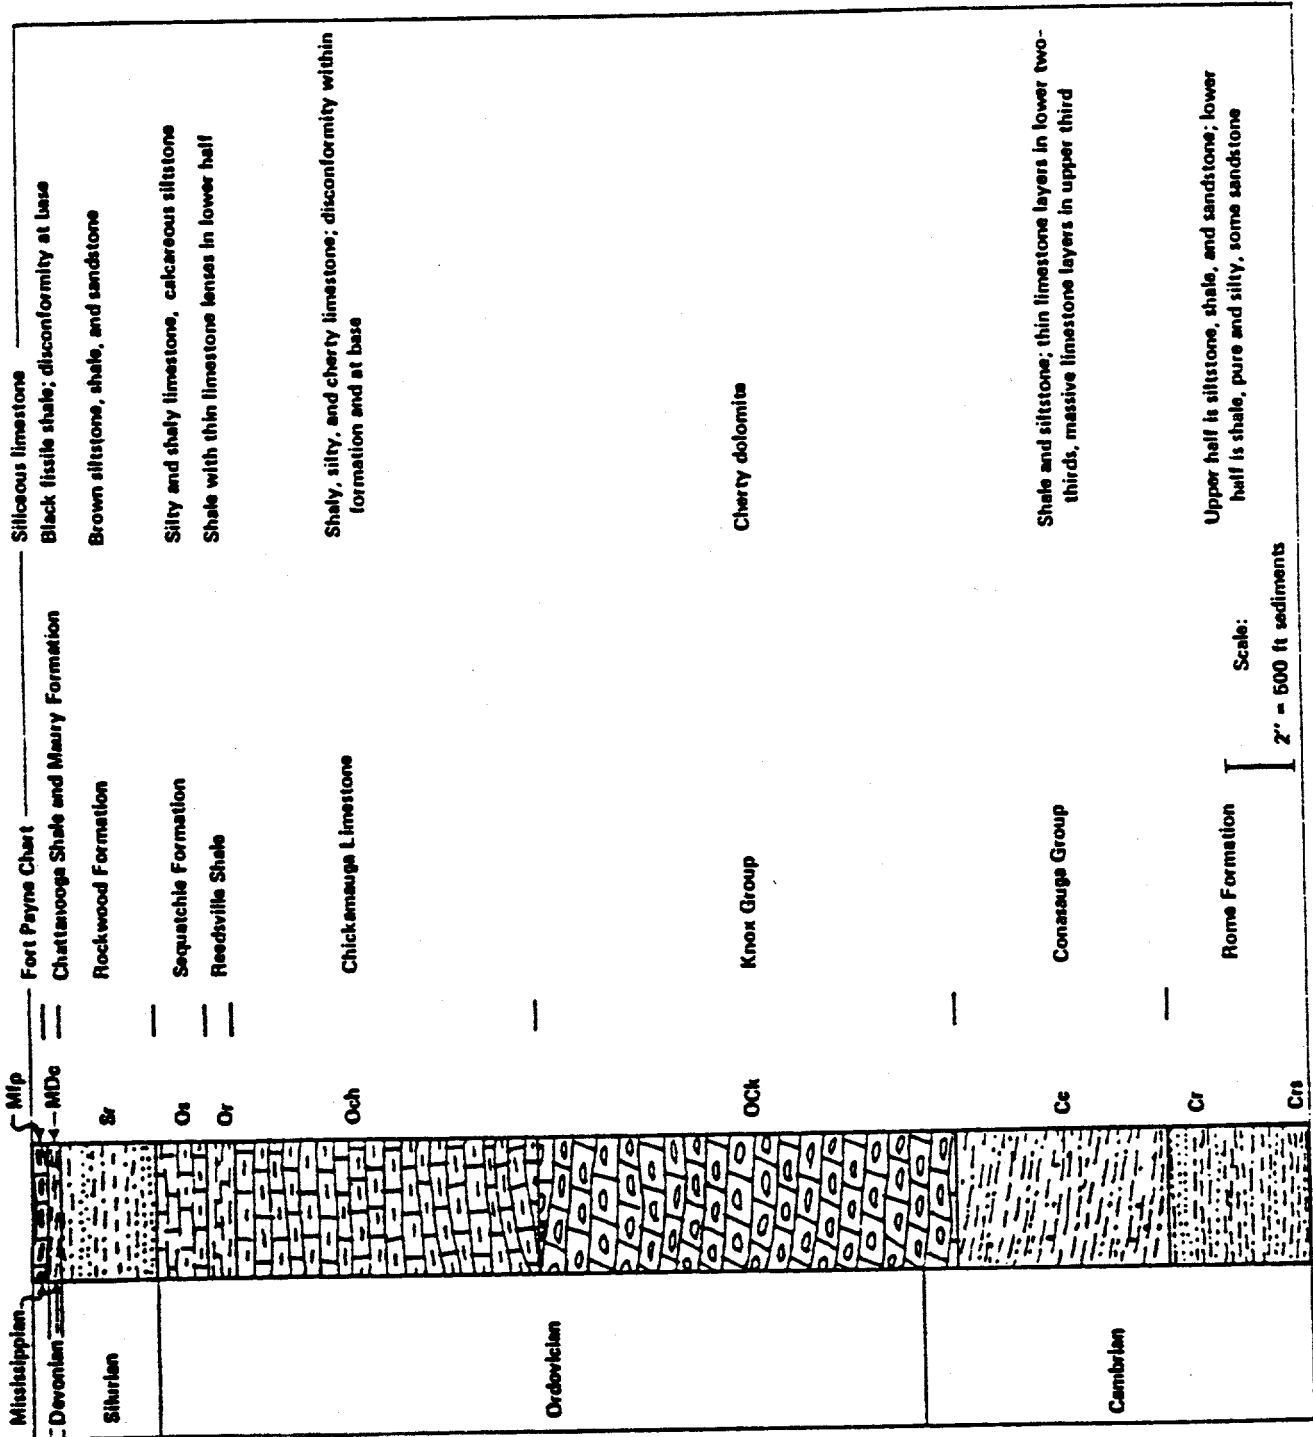 Mississippian
Mfp
Fort Payne Chart
Siliceous limestone
Devonian
MDc
Chattanooga Shale and Maury Formation
Black fissile shale; disconformity at base
Silurian
Sr
Rockwood Formation
Brown siltstone, shale, and sandstone
Os
Sequatchie Formation
Silty and shaly limestone, calcareous siltstone
Or
Reedsville Shale
Shale with thin limestone lenses in lower half
Ordovician
Och
Chickamauga Limestone
Shaly, silty, and cherty limestone; disconformity within
formation and at base
OCk
Knox Group
Cherty dolomite
Cambrian
Cc
Conasauga Group
Shale and siltstone; thin limestone layers in lower two-
thirds, massive limestone layers in upper third
Cr
Rome Formation
Upper half is siltstone, shale, and sandstone; lower
half is shale, pure and silty, some sandstone
Crs
Scale:
2" = 500 ft sediments